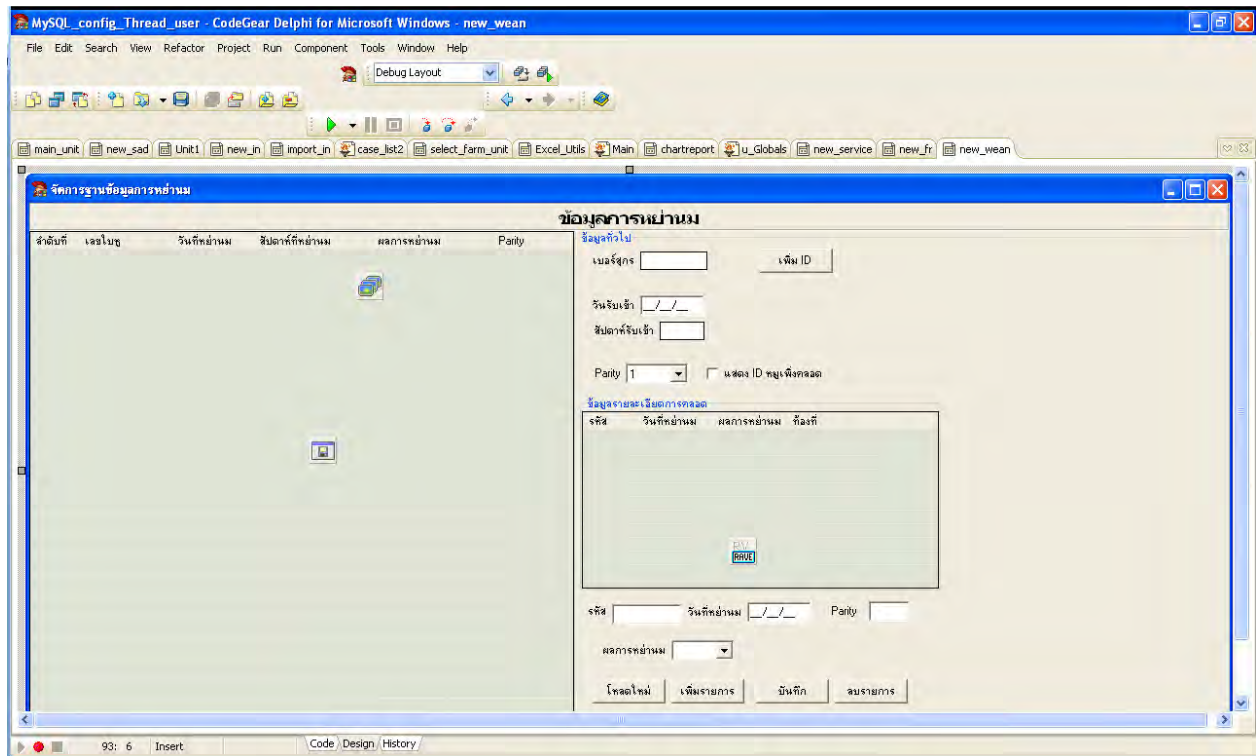 MySQL_config_Thread_user - CodeGear Delphi for Microsoft Windows - new_wean
File Edit Search View Refactor Project Run Component Tools Window Help
Debug Layout
main_unit new_sad Unit1 new_in import_in case_list2 select_farm_unit Excel_Utils Main chartreport u_Globals new_service new_fr new_wean
จัดการฐานข้อมูลการหย่านม
ข้อมูลการหย่านม
ลำดับที่ เลขใบหู วันที่หย่านม สัปดาห์ที่หย่านม ผลการหย่านม Parity
ข้อมูลทั่วไป
เบอร์สุกร เพิ่ม ID
วันรับเข้า __/__/__
สัปดาห์รับเข้า
Parity 1 แสดง ID หมูเพิ่งคลอด
ข้อมูลรายละเอียดการคลอด
รหัส วันที่หย่านม ผลการหย่านม ท้องที่
RV
RAVE
รหัส วันที่หย่านม __/__/__ Parity
ผลการหย่านม
โหลดใหม่ เพิ่มรายการ บันทึก ลบรายการ
93: 6 Insert Code Design History